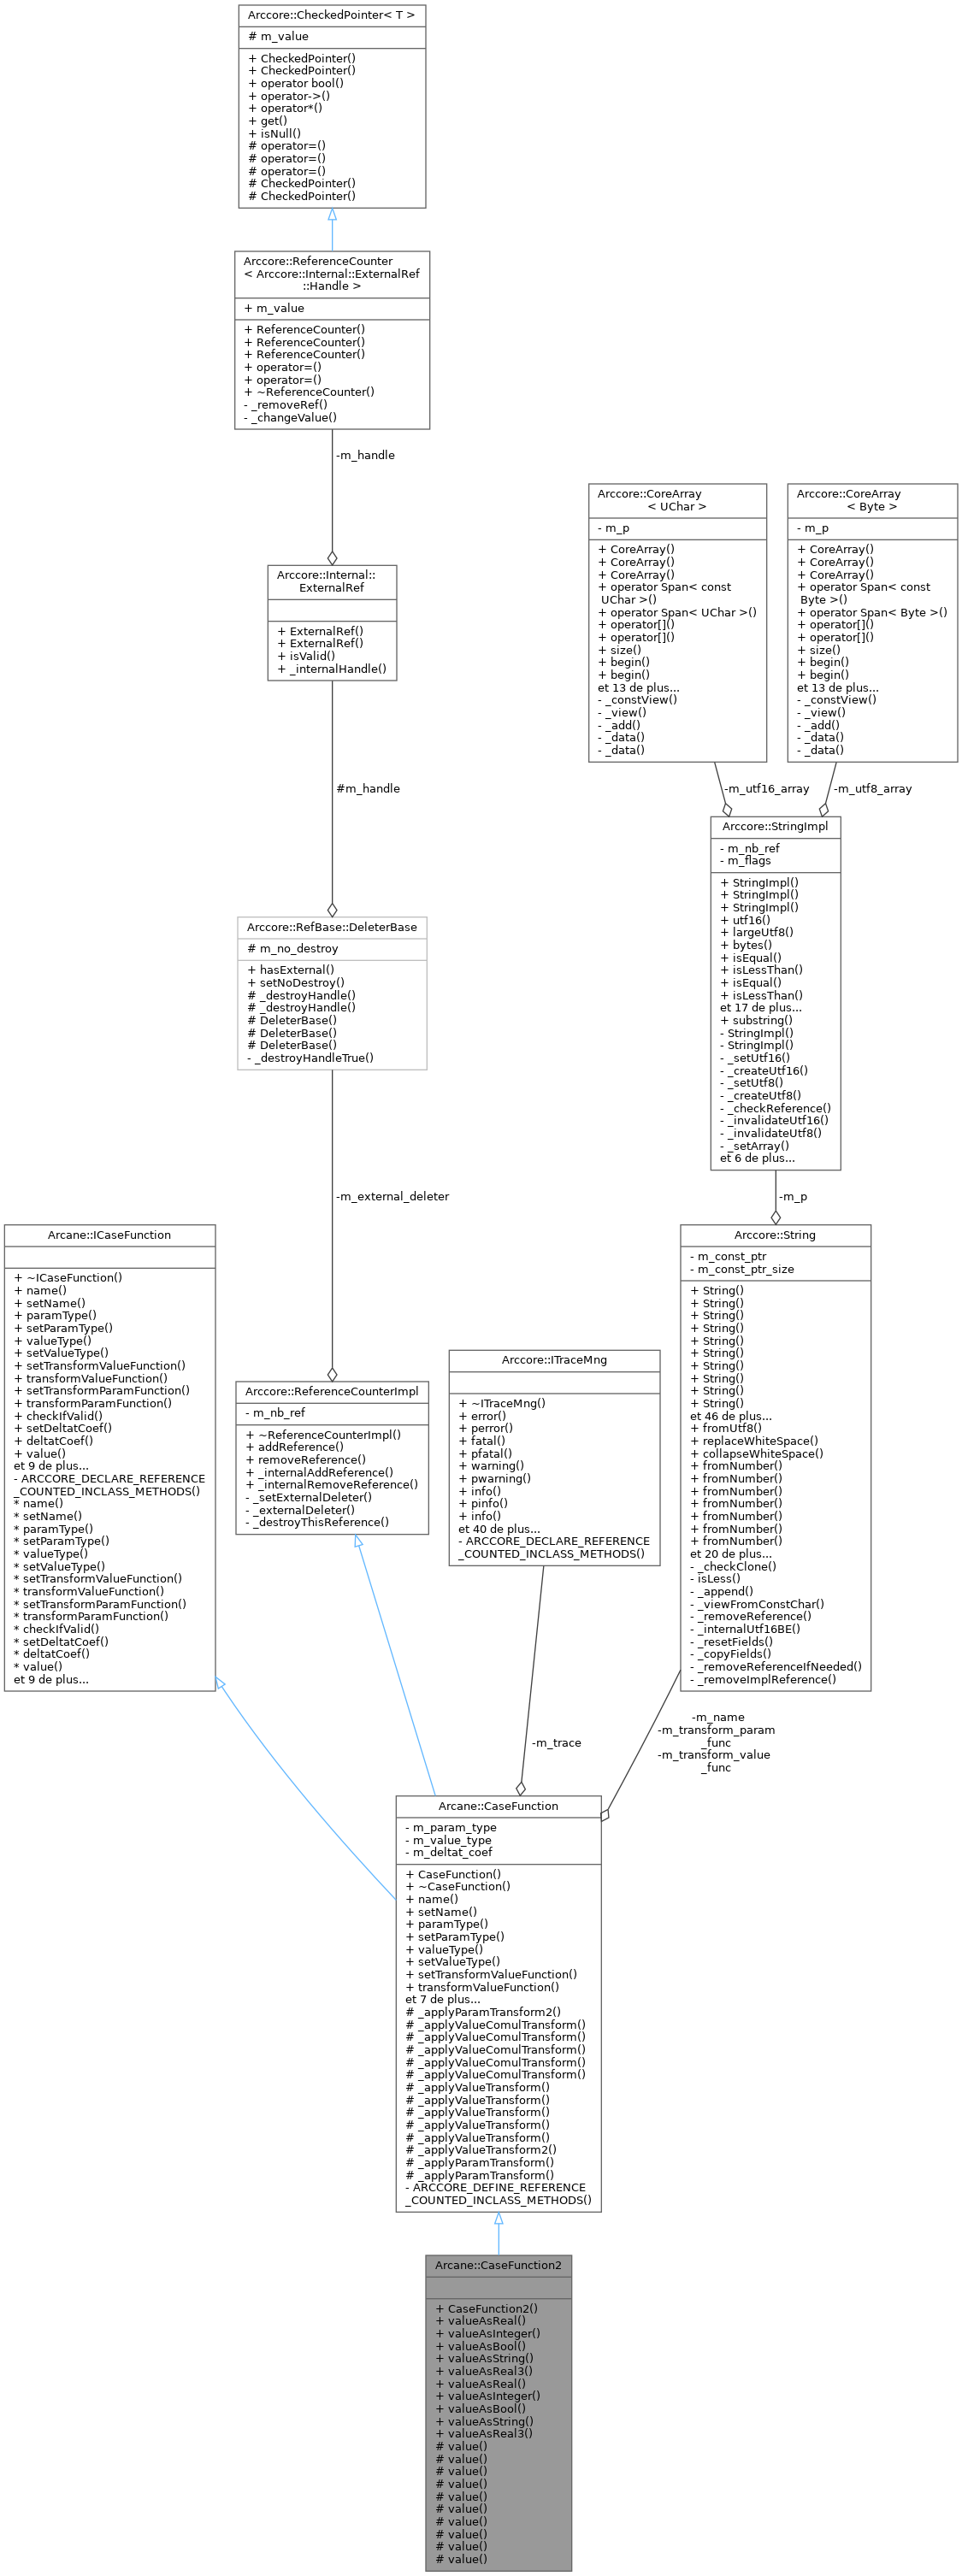 Arccore::CheckedPointer< T >
# m_value
+ CheckedPointer()
+ CheckedPointer()
+ operator bool()
+ operator->()
+ operator*()
+ get()
+ isNull()
# operator=()
# operator=()
# operator=()
# CheckedPointer()
# CheckedPointer()
Arccore::ReferenceCounter
< Arccore::Internal::ExternalRef
::Handle >
+ m_value
+ ReferenceCounter()
+ ReferenceCounter()
+ ReferenceCounter()
+ operator=()
+ operator=()
+ ~ReferenceCounter()
- _removeRef()
- _changeValue()
-m_handle
Arccore::Internal::
ExternalRef
+ ExternalRef()
+ ExternalRef()
+ isValid()
+ _internalHandle()
#m_handle
Arccore::CoreArray
< UChar >
- m_p
+ CoreArray()
+ CoreArray()
+ CoreArray()
+ operator Span< const
UChar >()
+ operator Span< UChar >()
+ operator[]()
+ operator[]()
+ size()
+ begin()
+ begin()
et 13 de plus...
- _constView()
- _view()
- _add()
- _data()
- _data()
Arccore::CoreArray
< Byte >
- m_p
+ CoreArray()
+ CoreArray()
+ CoreArray()
+ operator Span< const
Byte >()
+ operator Span< Byte >()
+ operator[]()
+ operator[]()
+ size()
+ begin()
+ begin()
et 13 de plus...
- _constView()
- _view()
- _add()
- _data()
- _data()
-m_utf16_array
-m_utf8_array
Arccore::StringImpl
- m_nb_ref
- m_flags
+ StringImpl()
+ StringImpl()
+ StringImpl()
+ utf16()
+ largeUtf8()
+ bytes()
+ isEqual()
+ isLessThan()
+ isEqual()
+ isLessThan()
et 17 de plus...
+ substring()
- StringImpl()
- StringImpl()
- _setUtf16()
- _createUtf16()
- _setUtf8()
- _createUtf8()
- _checkReference()
- _invalidateUtf16()
- _invalidateUtf8()
- _setArray()
et 6 de plus...
-m_p
Arccore::RefBase::DeleterBase
# m_no_destroy
+ hasExternal()
+ setNoDestroy()
# _destroyHandle()
# _destroyHandle()
# DeleterBase()
# DeleterBase()
# DeleterBase()
- _destroyHandleTrue()
-m_external_deleter
Arcane::ICaseFunction
+ ~ICaseFunction()
+ name()
+ setName()
+ paramType()
+ setParamType()
+ valueType()
+ setValueType()
+ setTransformValueFunction()
+ transformValueFunction()
+ setTransformParamFunction()
+ transformParamFunction()
+ checkIfValid()
+ setDeltatCoef()
+ deltatCoef()
+ value()
et 9 de plus...
- ARCCORE_DECLARE_REFERENCE
_COUNTED_INCLASS_METHODS()
* name()
* setName()
* paramType()
* setParamType()
* valueType()
* setValueType()
* setTransformValueFunction()
* transformValueFunction()
* setTransformParamFunction()
* transformParamFunction()
* checkIfValid()
* setDeltatCoef()
* deltatCoef()
* value()
et 9 de plus...
Arccore::ReferenceCounterImpl
- m_nb_ref
+ ~ReferenceCounterImpl()
+ addReference()
+ removeReference()
+ _internalAddReference()
+ _internalRemoveReference()
- _setExternalDeleter()
- _externalDeleter()
- _destroyThisReference()
Arccore::ITraceMng
+ ~ITraceMng()
+ error()
+ perror()
+ fatal()
+ pfatal()
+ warning()
+ pwarning()
+ info()
+ pinfo()
+ info()
et 40 de plus...
- ARCCORE_DECLARE_REFERENCE
_COUNTED_INCLASS_METHODS()
Arccore::String
- m_const_ptr
- m_const_ptr_size
+ String()
+ String()
+ String()
+ String()
+ String()
+ String()
+ String()
+ String()
+ String()
+ String()
et 46 de plus...
+ fromUtf8()
+ replaceWhiteSpace()
+ collapseWhiteSpace()
+ fromNumber()
+ fromNumber()
+ fromNumber()
+ fromNumber()
+ fromNumber()
+ fromNumber()
+ fromNumber()
et 20 de plus...
- _checkClone()
- isLess()
- _append()
- _viewFromConstChar()
- _removeReference()
- _internalUtf16BE()
- _resetFields()
- _copyFields()
- _removeReferenceIfNeeded()
- _removeImplReference()
-m_trace
-m_name
-m_transform_param
_func
-m_transform_value
_func
Arcane::CaseFunction
- m_param_type
- m_value_type
- m_deltat_coef
+ CaseFunction()
+ ~CaseFunction()
+ name()
+ setName()
+ paramType()
+ setParamType()
+ valueType()
+ setValueType()
+ setTransformValueFunction()
+ transformValueFunction()
et 7 de plus...
# _applyParamTransform2()
# _applyValueComulTransform()
# _applyValueComulTransform()
# _applyValueComulTransform()
# _applyValueComulTransform()
# _applyValueComulTransform()
# _applyValueTransform()
# _applyValueTransform()
# _applyValueTransform()
# _applyValueTransform()
# _applyValueTransform()
# _applyValueTransform2()
# _applyParamTransform()
# _applyParamTransform()
- ARCCORE_DEFINE_REFERENCE
_COUNTED_INCLASS_METHODS()
Arcane::CaseFunction2
+ CaseFunction2()
+ valueAsReal()
+ valueAsInteger()
+ valueAsBool()
+ valueAsString()
+ valueAsReal3()
+ valueAsReal()
+ valueAsInteger()
+ valueAsBool()
+ valueAsString()
+ valueAsReal3()
# value()
# value()
# value()
# value()
# value()
# value()
# value()
# value()
# value()
# value()